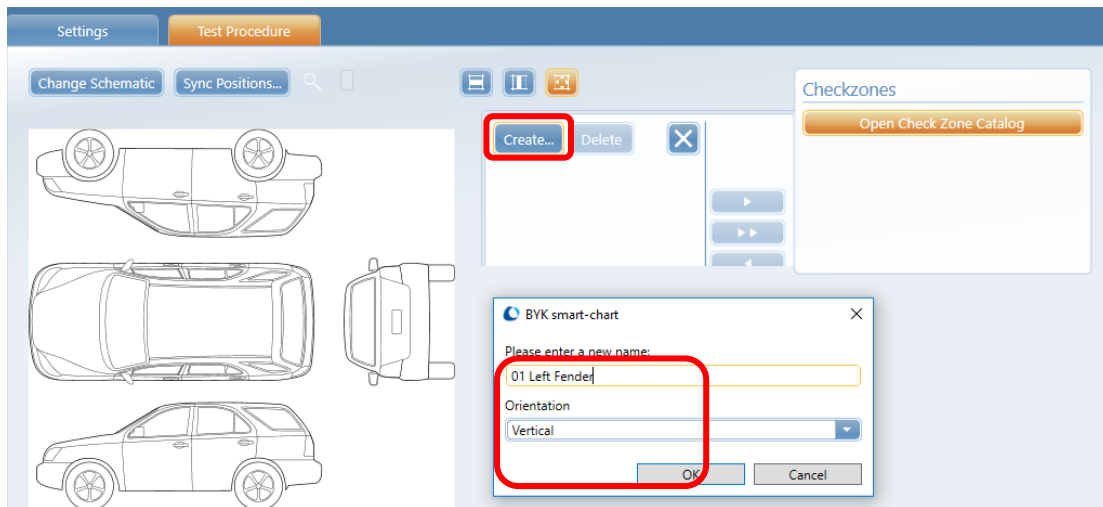 Settings
Test Procedure
Change Schematic
Sync Positions...
Checkzones
Open Check Zone Catalog
Create...
Delete
BYK smart-chart
Please enter a new name:
01 Left Fender
Orientation
Vertical
OK
Cancel